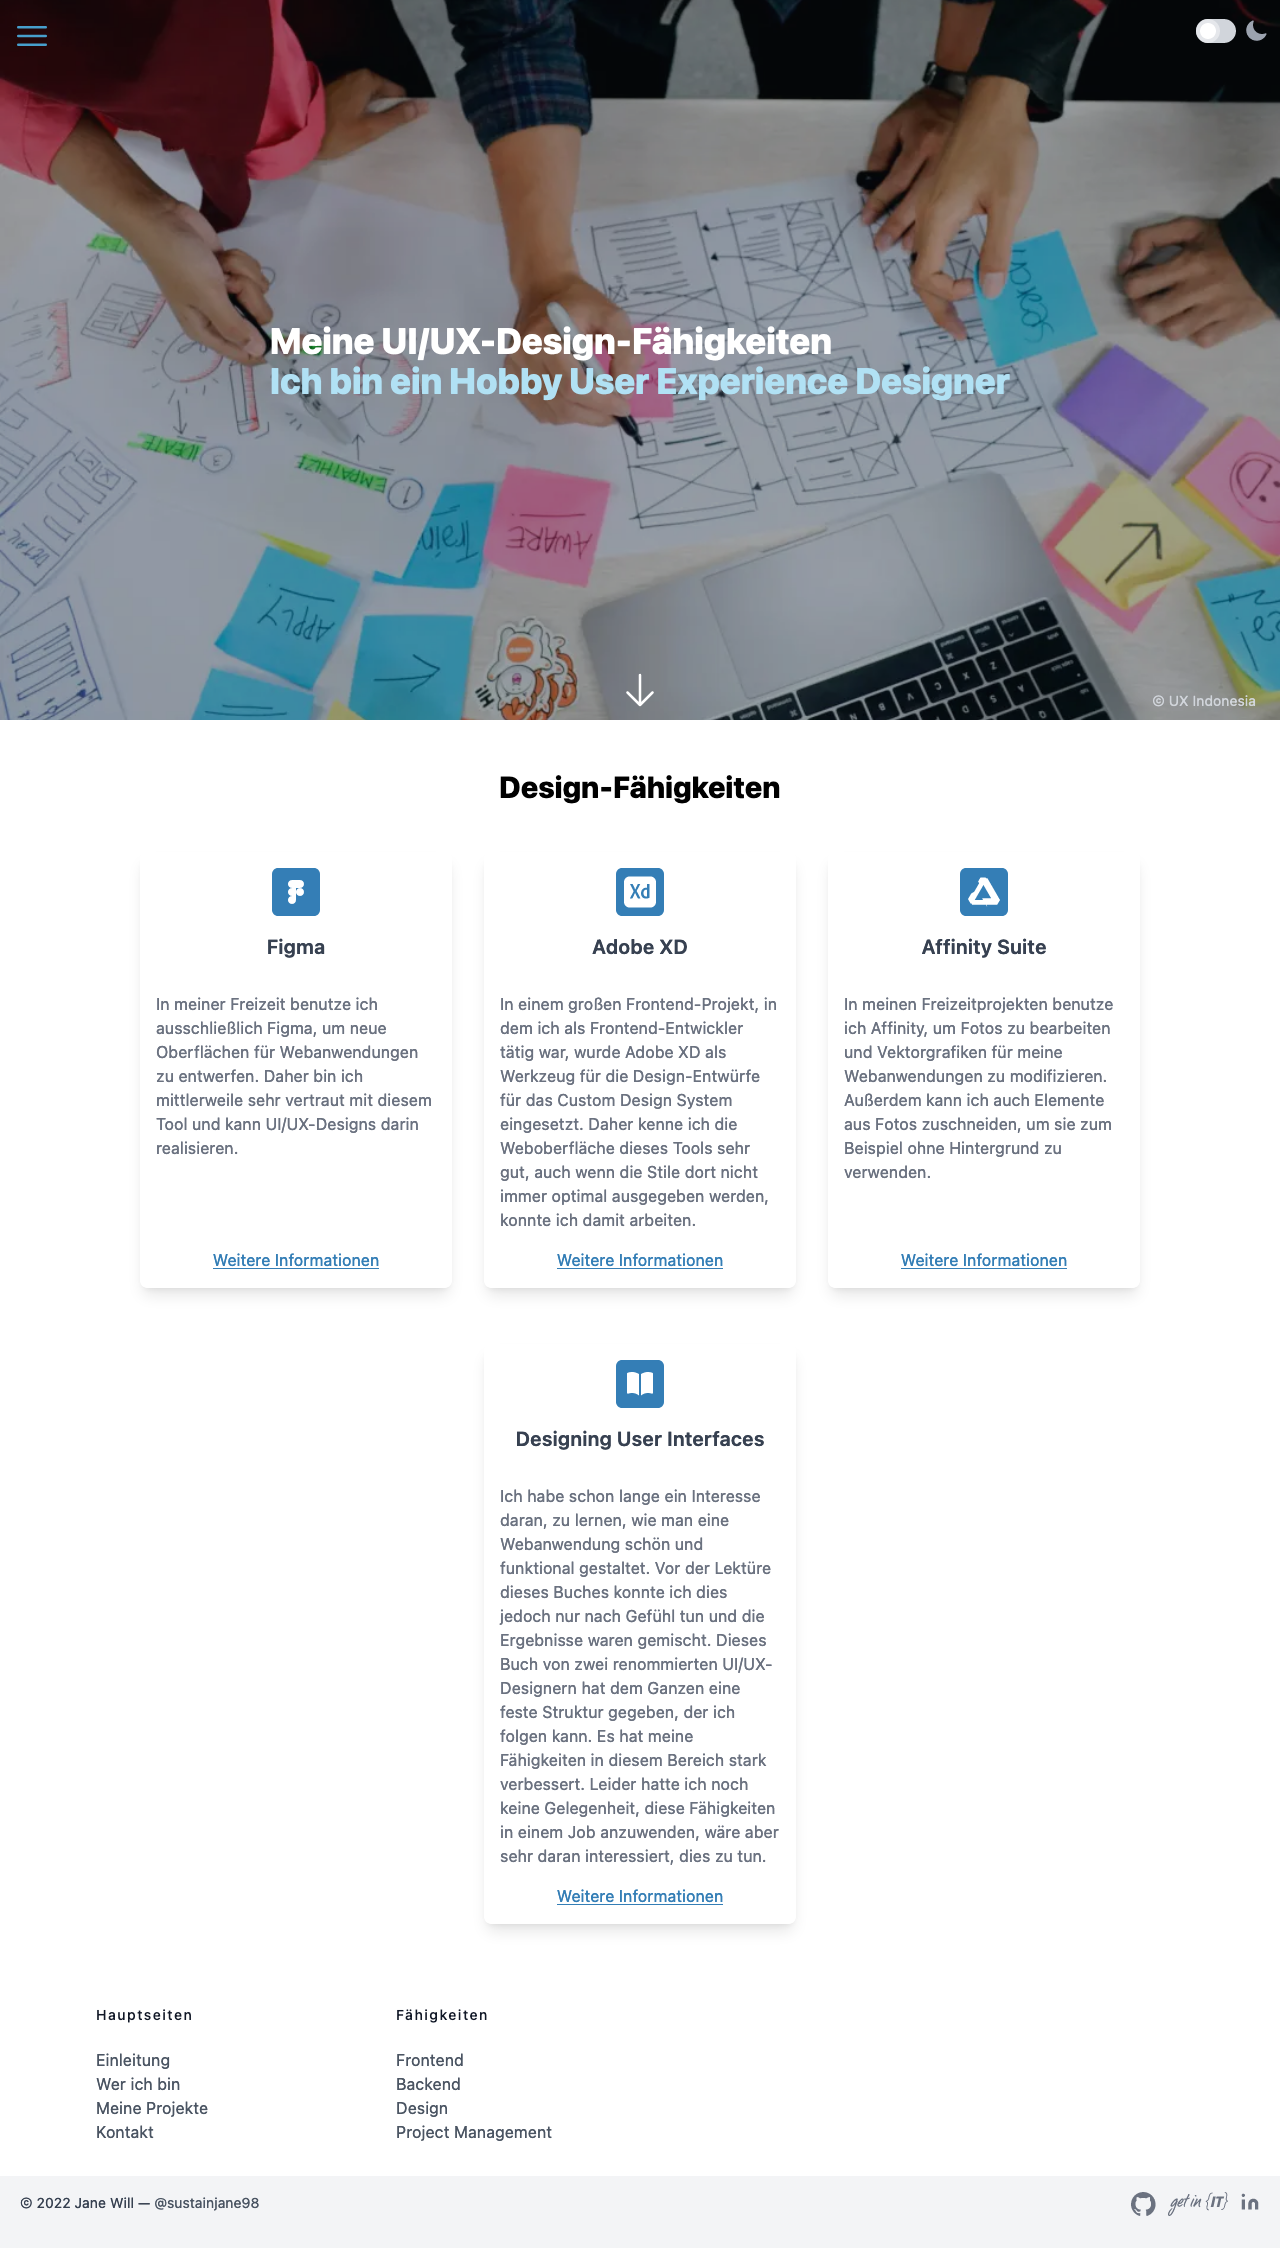 TEST
INDKGS
Meine UI/UX-Design-Fähigkeiten
Ich bin ein Hobby User Experience Designer
IDEATE
3
EMPATHIZE
1
Train
AWARE
APPLY
© UX Indonesia
Design-Fähigkeiten
Figma
In meiner Freizeit benutze ich
ausschließlich Figma, um neue
Oberflächen für Webanwendungen
zu entwerfen. Daher bin ich
mittlerweile sehr vertraut mit diesem
Tool und kann UI/UX-Designs darin
realisieren.
Weitere Informationen
Xd
Adobe XD
In einem großen Frontend-Projekt, in
dem ich als Frontend-Entwickler
tätig war, wurde Adobe XD als
Werkzeug für die Design-Entwürfe
für das Custom Design System
eingesetzt. Daher kenne ich die
Weboberfläche dieses Tools sehr
gut, auch wenn die Stile dort nicht
immer optimal ausgegeben werden,
konnte ich damit arbeiten.
Weitere Informationen
Affinity Suite
In meinen Freizeitprojekten benutze
ich Affinity, um Fotos zu bearbeiten
und Vektorgrafiken für meine
Webanwendungen zu modifizieren.
Außerdem kann ich auch Elemente
aus Fotos zuschneiden, um sie zum
Beispiel ohne Hintergrund zu
verwenden.
Weitere Informationen
Designing User Interfaces
Ich habe schon lange ein Interesse
daran, zu lernen, wie man eine
Webanwendung schön und
funktional gestaltet. Vor der Lektüre
dieses Buches konnte ich dies
jedoch nur nach Gefühl tun und die
Ergebnisse waren gemischt. Dieses
Buch von zwei renommierten UI/UX-
Designern hat dem Ganzen eine
feste Struktur gegeben, der ich
folgen kann. Es hat meine
Fähigkeiten in diesem Bereich stark
verbessert. Leider hatte ich noch
keine Gelegenheit, diese Fähigkeiten
in einem Job anzuwenden, wäre aber
sehr daran interessiert, dies zu tun.
Weitere Informationen
Hauptseiten
Einleitung
Wer ich bin
Meine Projekte
Kontakt
Fähigkeiten
Frontend
Backend
Design
Project Management
© 2022 Jane Will — @sustainjane98
get in {IT}
in